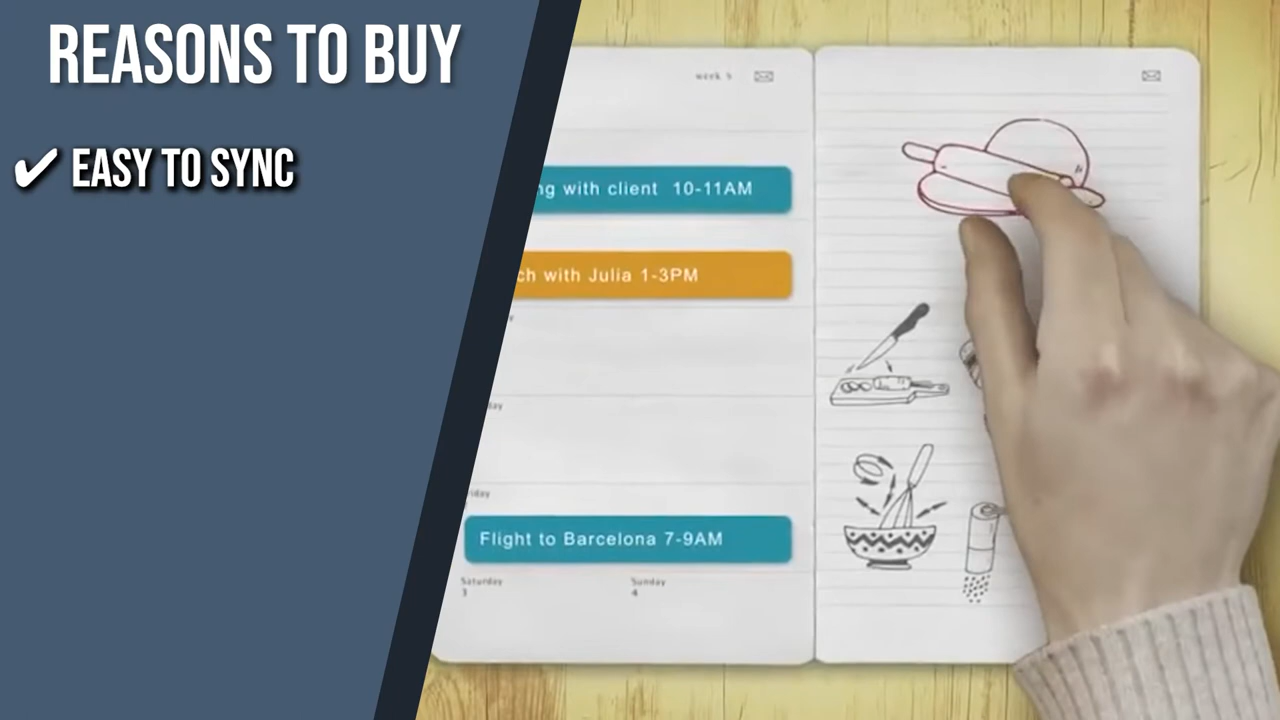 REASONS TO BUY
✔ EASY TO SYNC
week 5
ng with client 10-11AM
ch with Julia 1-3PM
day
Flight to Barcelona 7-9AM
Saturday Sunday
3 4